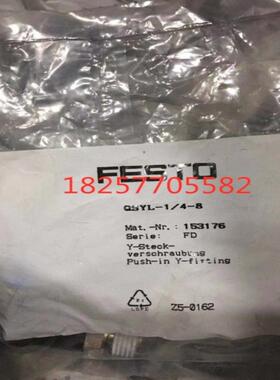 FESTO
18257705582
QSYL-1/4-8
Mat.-Nr.: 153176
Serie: FD
Y-Steck-
verschraubung
Push-in Y-fitting
Z5-0162